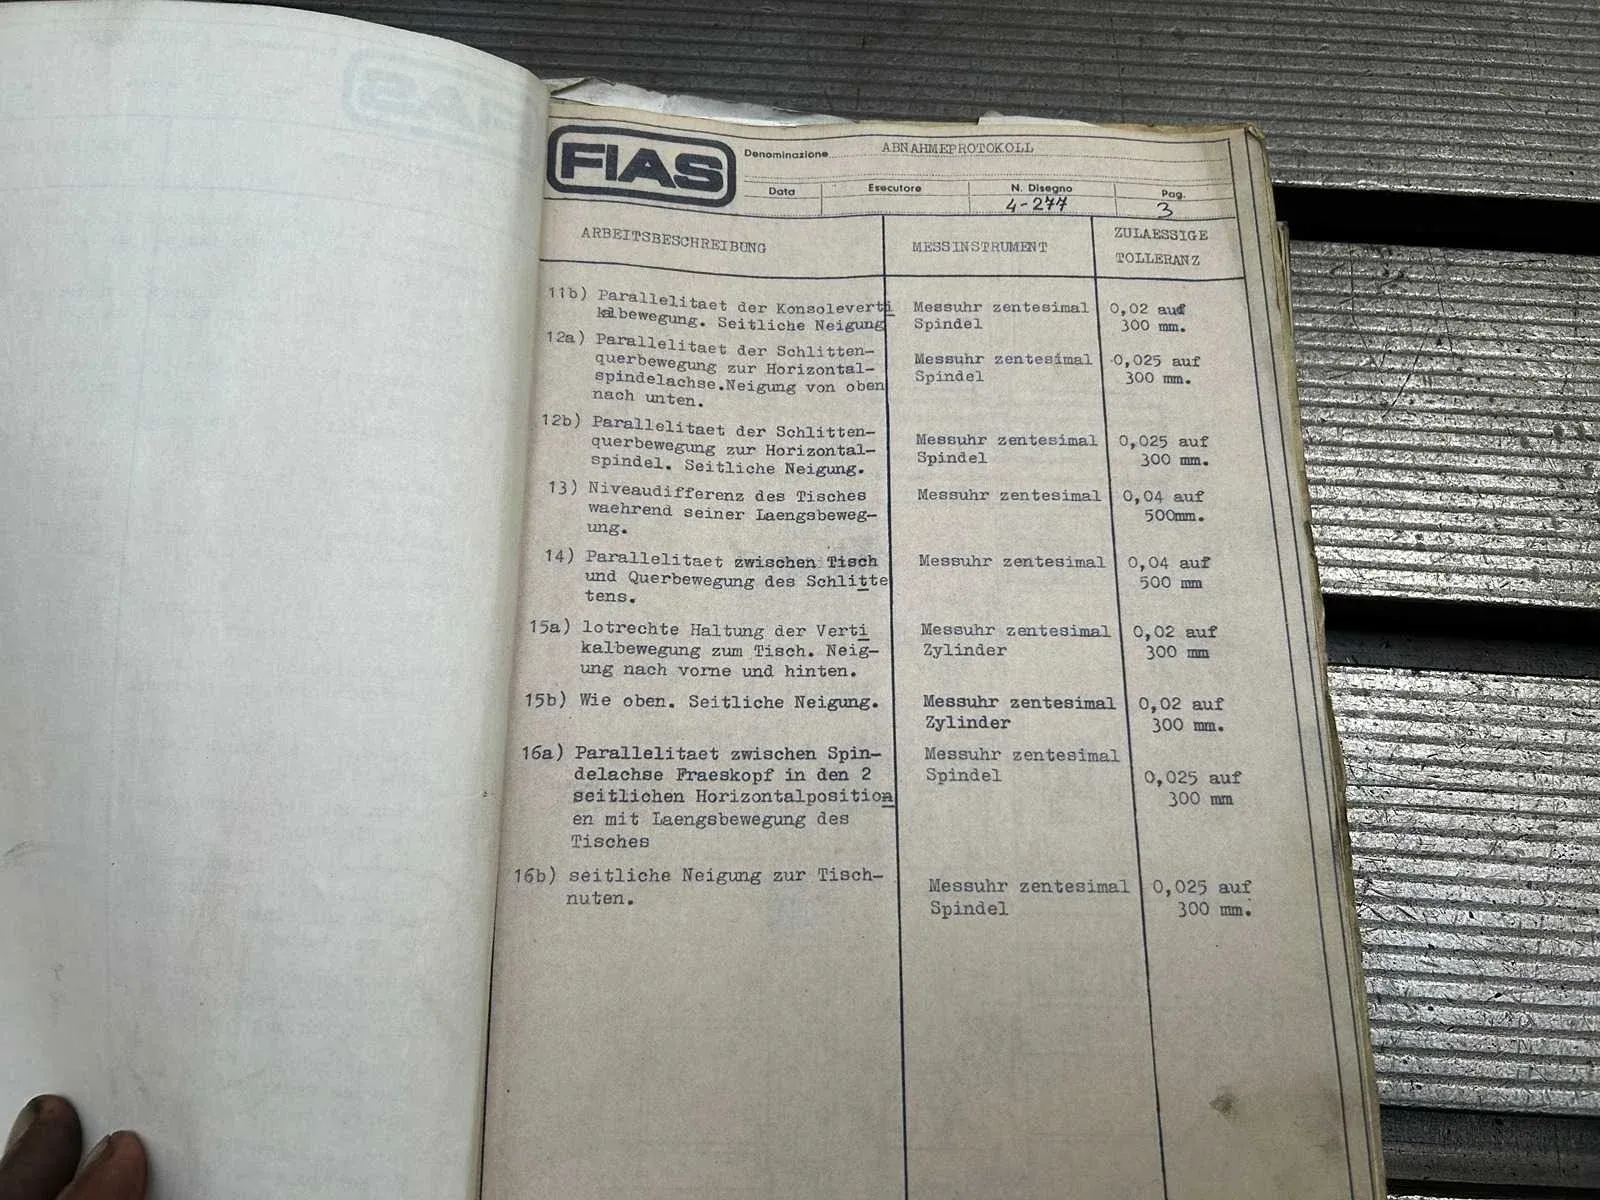 FIAS
Denominazione ABNAHMEPROTOKOLL
Data Esecutore N. Disegno Pag.
4-277 3
ARBEITSBESCHREIBUNG MESSINSTRUMENT ZULAESSIGE
TOLLERANZ
11b) Parallelitaet der Konsoleverti Messuhr zentesimal 0,02 auf
kalbewegung. Seitliche Neigung Spindel 300 mm.
12a) Parallelitaet der Schlitten- Messuhr zentesimal 0,025 auf
querbewegung zur Horizontal- Spindel 300 mm.
spindelachse.Neigung von oben
nach unten.
12b) Parallelitaet der Schlitten- Messuhr zentesimal 0,025 auf
querbewegung zur Horizontal- Spindel 300 mm.
spindel. Seitliche Neigung.
13) Niveaudifferenz des Tisches Messuhr zentesimal 0,04 auf
waehrend seiner Laengsbeweg- 500mm.
ung.
14) Parallelitaet zwischen Tisch Messuhr zentesimal 0,04 auf
und Querbewegung des Schlitte 500 mm
tens.
15a) lotrechte Haltung der Verti Messuhr zentesimal 0,02 auf
kalbewegung zum Tisch. Neig- Zylinder 300 mm
ung nach vorne und hinten.
15b) Wie oben. Seitliche Neigung. Messuhr zentesimal 0,02 auf
Zylinder 300 mm.
16a) Parallelitaet zwischen Spin- Messuhr zentesimal
delachse Fraeskopf in den 2 Spindel 0,025 auf
seitlichen Horizontalposition 300 mm
en mit Laengsbewegung des
Tisches
16b) seitliche Neigung zur Tisch- Messuhr zentesimal 0,025 auf
nuten. Spindel 300 mm.